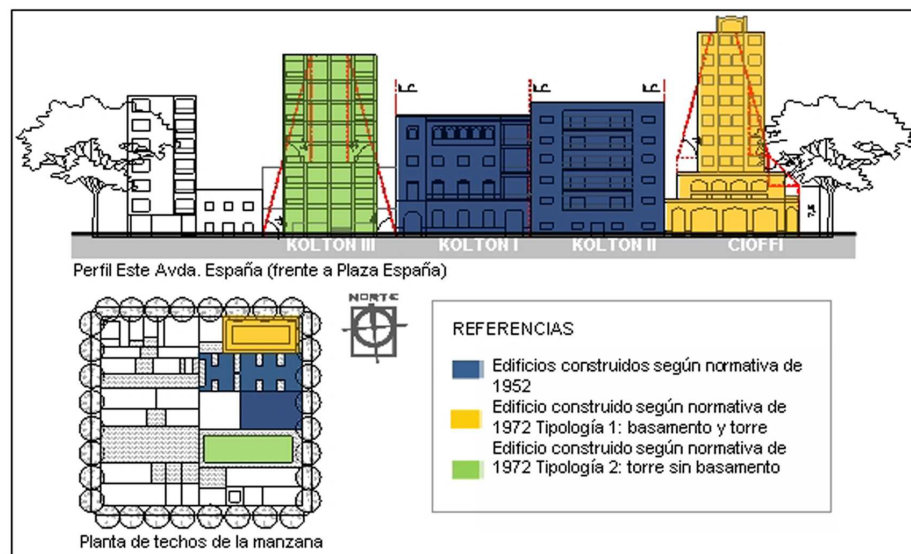 KOLTON III KOLTON I KOLTON II CIOFFI
7,5
Perfil Este Avda. España (frente a Plaza España)
NORTE
REFERENCIAS
Edificios construidos según normativa de
1952
Edificio construido según normativa de
1972 Tipología 1: basamento y torre
Edificio construido según normativa de
1972 Tipología 2: torre sin basamento
Planta de techos de la manzana